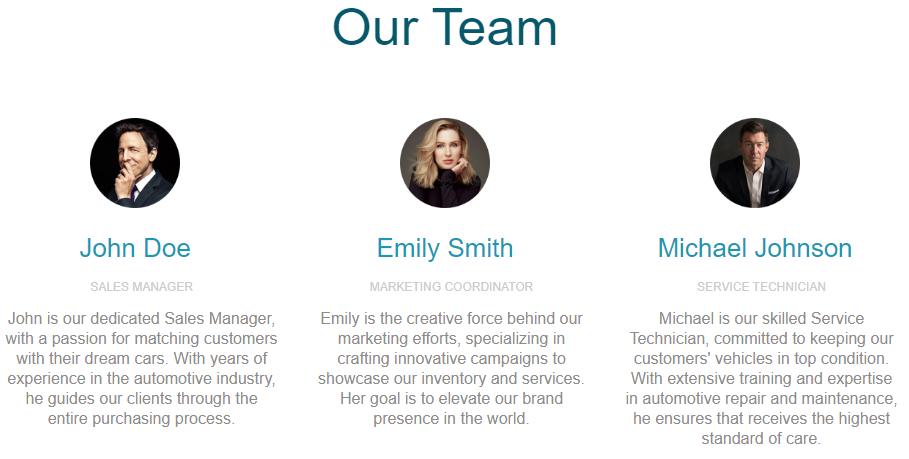 Our Team
John Doe
SALES MANAGER
John is our dedicated Sales Manager,
with a passion for matching customers
with their dream cars. With years of
experience in the automotive industry,
he guides our clients through the
entire purchasing process.
Emily Smith
MARKETING COORDINATOR
Emily is the creative force behind our
marketing efforts, specializing in
crafting innovative campaigns to
showcase our inventory and services.
Her goal is to elevate our brand
presence in the world.
Michael Johnson
SERVICE TECHNICIAN
Michael is our skilled Service
Technician, committed to keeping our
customers' vehicles in top condition.
With extensive training and expertise
in automotive repair and maintenance,
he ensures that receives the highest
standard of care.